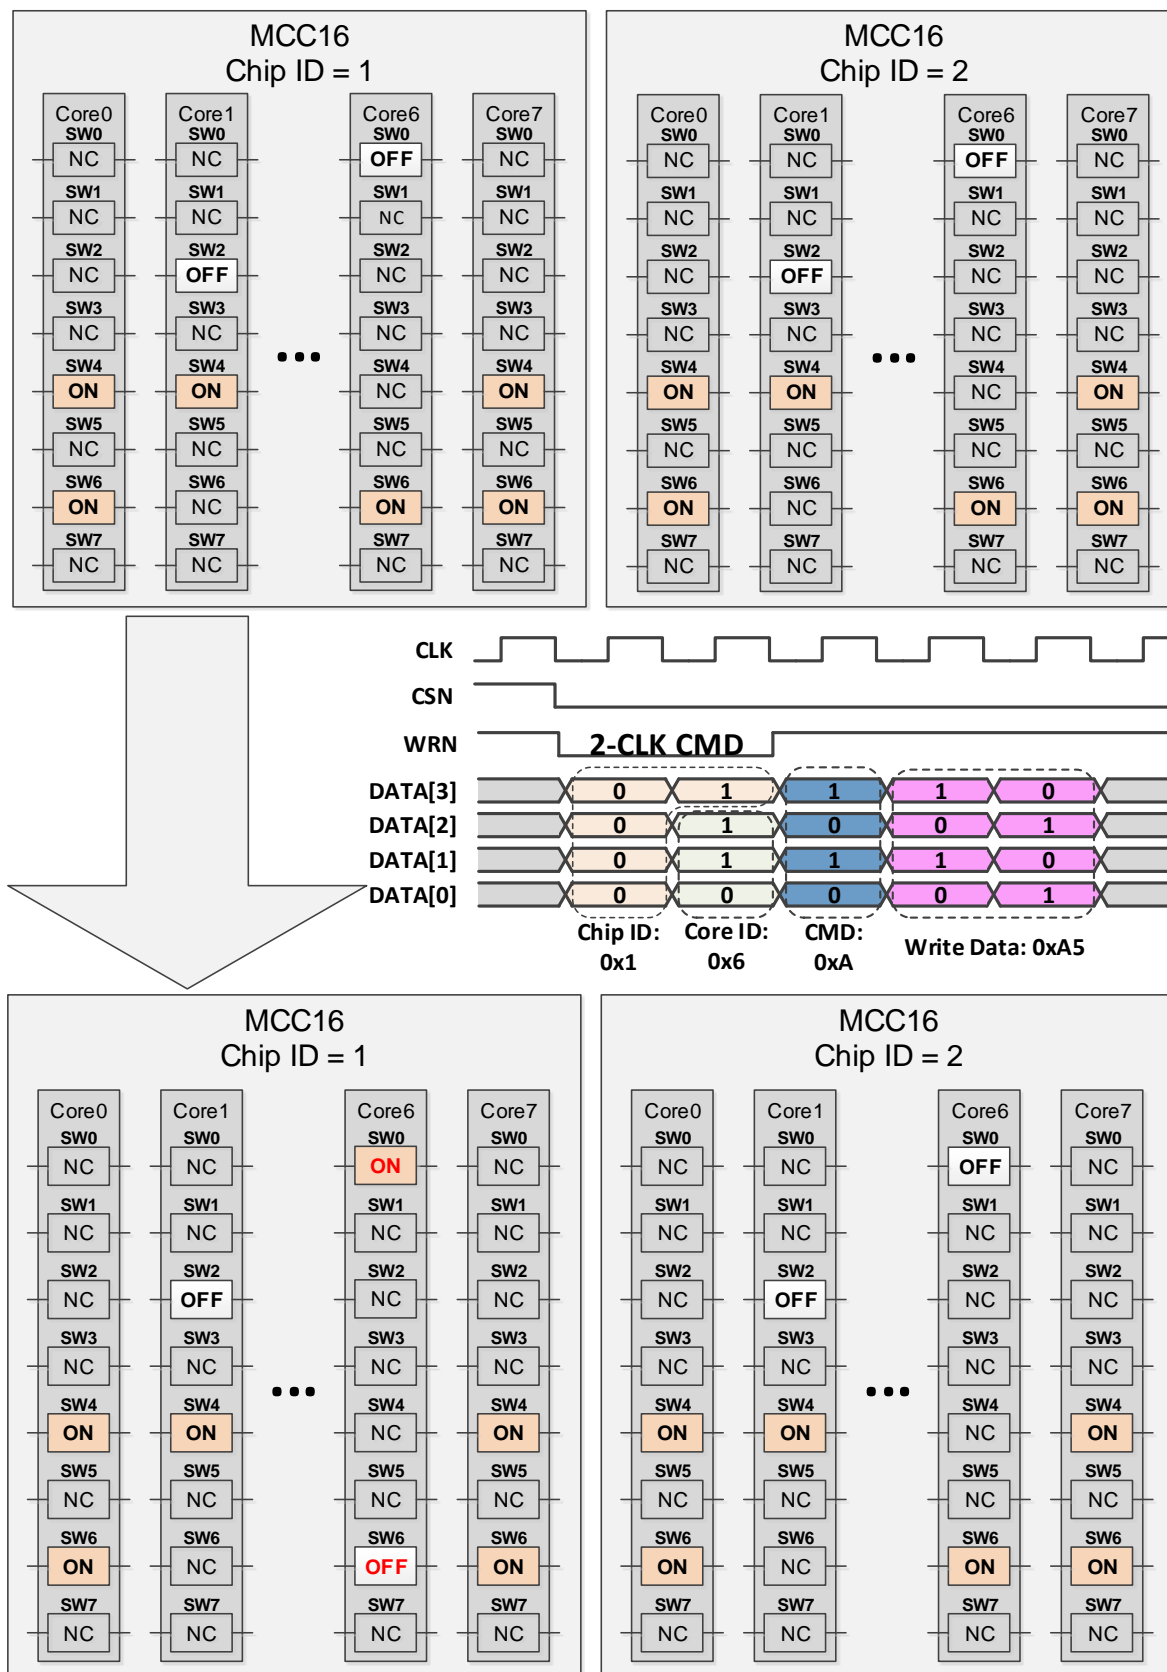 MCC16
Chip ID = 1
Core0 Core1 Core6 Core7
SW0 SW0 SW0 SW0
NC NC OFF NC
SW1 SW1 SW1 SW1
NC NC NC NC
SW2 SW2 SW2 SW2
NC OFF NC NC
SW3 SW3 SW3 SW3
NC NC NC NC
...
SW4 SW4 SW4 SW4
ON ON NC ON
SW5 SW5 SW5 SW5
NC NC NC NC
SW6 SW6 SW6 SW6
ON NC ON ON
SW7 SW7 SW7 SW7
NC NC NC NC
MCC16
Chip ID = 2
Core0 Core1 Core6 Core7
SW0 SW0 SW0 SW0
NC NC OFF NC
SW1 SW1 SW1 SW1
NC NC NC NC
SW2 SW2 SW2 SW2
NC OFF NC NC
SW3 SW3 SW3 SW3
NC NC NC NC
...
SW4 SW4 SW4 SW4
ON ON NC ON
SW5 SW5 SW5 SW5
NC NC NC NC
SW6 SW6 SW6 SW6
ON NC ON ON
SW7 SW7 SW7 SW7
NC NC NC NC
CLK
CSN
WRN 2-CLK CMD
DATA[3] 0 1 1 1 0
DATA[2] 0 1 0 0 1
DATA[1] 0 1 1 1 0
DATA[0] 0 0 0 0 1
Chip ID: Core ID: CMD: Write Data: 0xA5
0x1 0x6 0xA
MCC16
Chip ID = 1
Core0 Core1 Core6 Core7
SW0 SW0 SW0 SW0
NC NC ON NC
SW1 SW1 SW1 SW1
NC NC NC NC
SW2 SW2 SW2 SW2
NC OFF NC NC
SW3 SW3 SW3 SW3
NC NC NC NC
...
SW4 SW4 SW4 SW4
ON ON NC ON
SW5 SW5 SW5 SW5
NC NC NC NC
SW6 SW6 SW6 SW6
ON NC OFF ON
SW7 SW7 SW7 SW7
NC NC NC NC
MCC16
Chip ID = 2
Core0 Core1 Core6 Core7
SW0 SW0 SW0 SW0
NC NC OFF NC
SW1 SW1 SW1 SW1
NC NC NC NC
SW2 SW2 SW2 SW2
NC OFF NC NC
SW3 SW3 SW3 SW3
NC NC NC NC
...
SW4 SW4 SW4 SW4
ON ON NC ON
SW5 SW5 SW5 SW5
NC NC NC NC
SW6 SW6 SW6 SW6
ON NC ON ON
SW7 SW7 SW7 SW7
NC NC NC NC